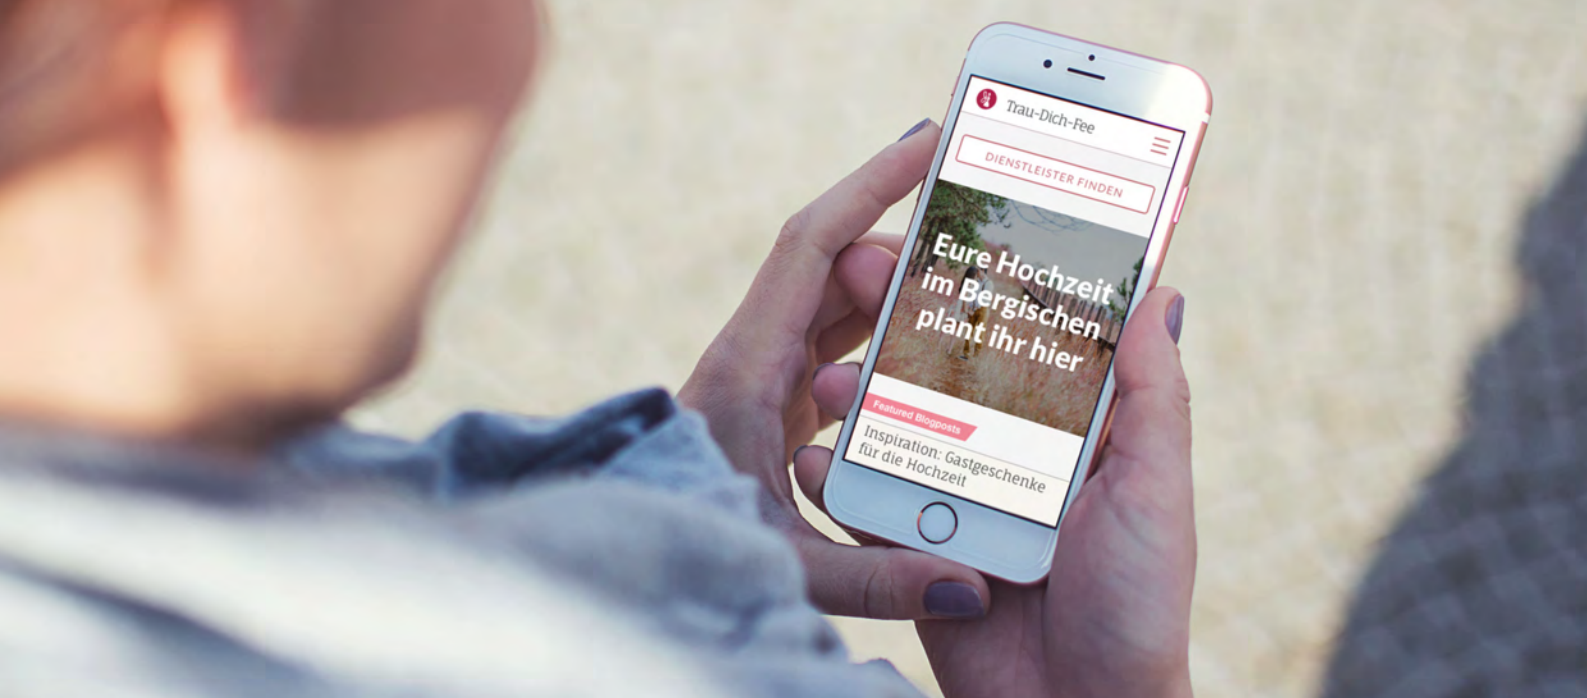 Trau-Dich-Fee
DIENSTLEISTER FINDEN
Eure Hochzeit
im Bergischen
plant ihr hier
Featured Blogposts
Inspiration: Gastgeschenke
für die Hochzeit